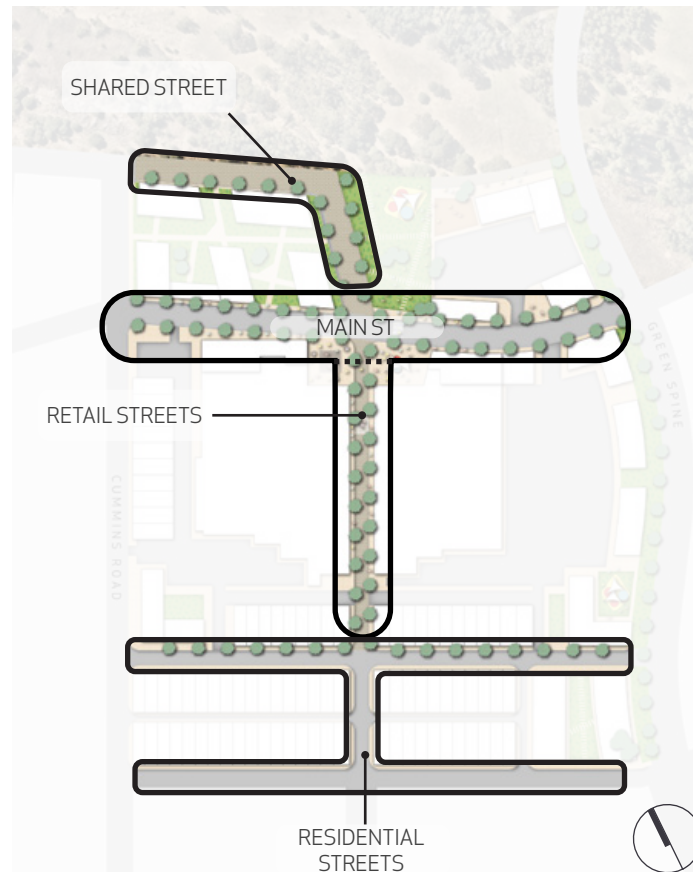 SHARED STREET
MAIN ST
GREEN SPINE
RETAIL STREETS
CUMMINS ROAD
RESIDENTIAL
STREETS